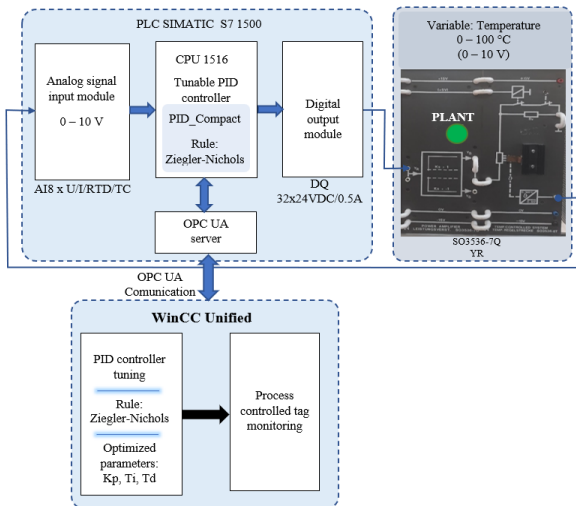 PLC SIMATIC S7 1500
Analog signal
input module
0 – 10 V
AI8 x U/I/RTD/TC
CPU 1516
Tunable PID
controller
PID_Compact
Rule:
Ziegler-Nichols
Digital
output
module
DQ
32x24VDC/0.5A
OPC UA
server
Variable: Temperature
0 – 100 °C
(0 – 10 V)
PLANT
SO3536-7Q
YR
OPC UA
Comunication
WinCC Unified
PID controller
tuning
Rule:
Ziegler-Nichols
Optimized
parameters:
Kp, Ti, Td
Process
controlled tag
monitoring